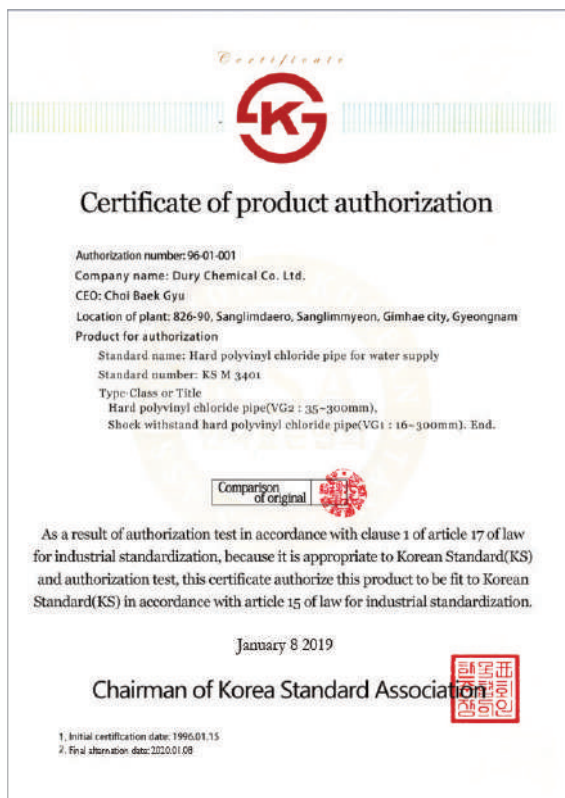 Certificate
KS
Certificate of product authorization
Authorization number: 96-01-001
Company name: Dury Chemical Co. Ltd.
CEO: Choi Baek Gyu
Location of plant: 826-90, Sanglimdaero, Sanglimmyeon, Gimhae city, Gyeongnam
Product for authorization
Standard name: Hard polyvinyl chloride pipe for water supply
Standard number: KS M 3401
Type·Class or Title
Hard polyvinyl chloride pipe(VG2 : 35~300mm),
Shock withstand hard polyvinyl chloride pipe(VG1 : 16~300mm). End.
Comparison
of original
As a result of authorization test in accordance with clause 1 of article 17 of law
for industrial standardization, because it is appropriate to Korean Standard(KS)
and authorization test, this certificate authorize this product to be fit to Korean
Standard(KS) in accordance with article 15 of law for industrial standardization.
January 8 2019
Chairman of Korea Standard Association
1. Initial certification date: 1996.01.15
2. Final alternation date: 2020.01.08